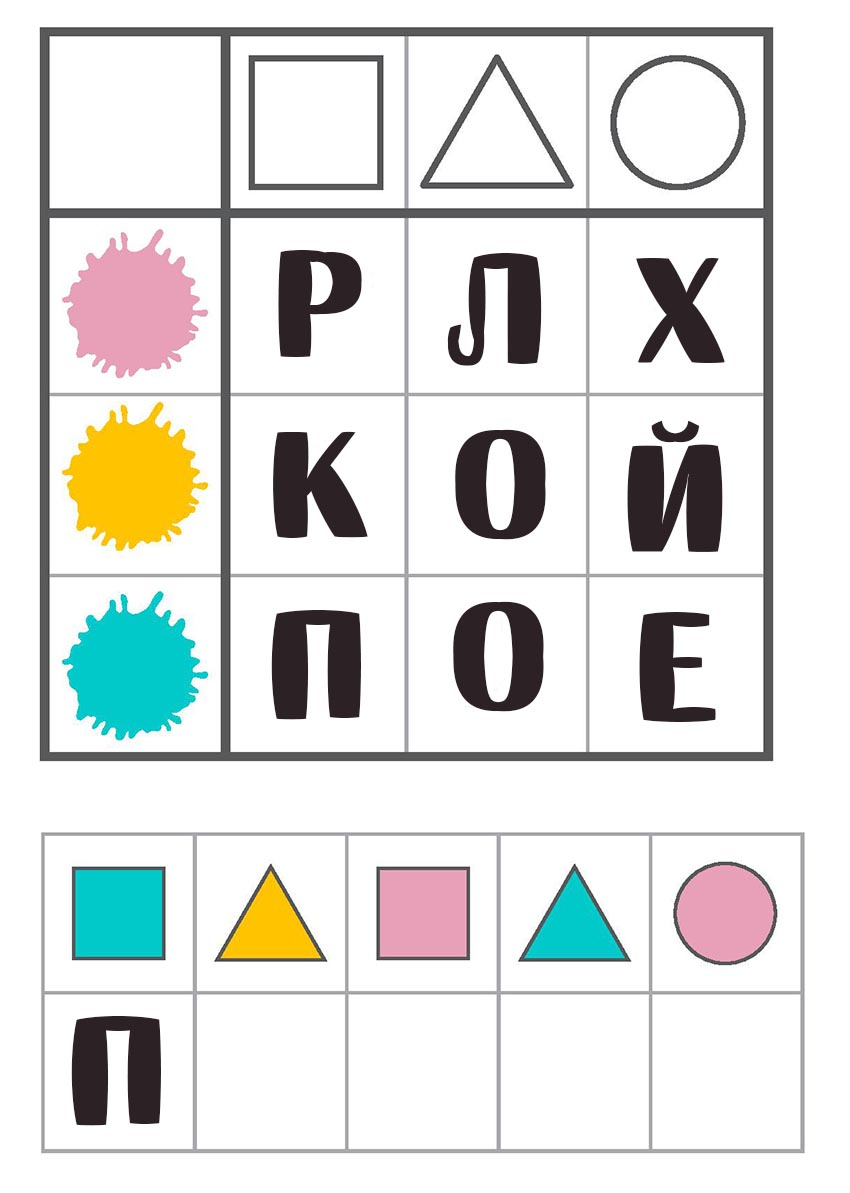 Р Л Х
К О Й
П О Е
П